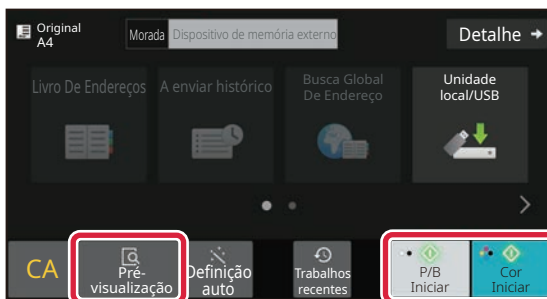 Original
A4
Morada
Dispositivo de memória externo
Detalhe
Livro De Endereços
A enviar histórico
Busca Global
De Endereço
Unidade
local/USB
CA
Pré-
visualização
Definição
auto
Trabalhos
recentes
P/B
Iniciar
Cor
Iniciar